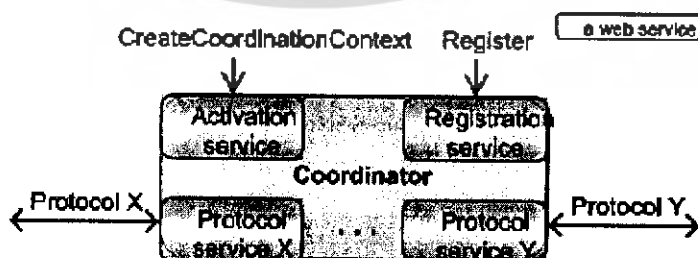 CreateCoordinationContext
Register
a web service
Activation
service
Registration
service
Coordinator
Protocol X
Protocol Y
Protocol
service X
...
Protocol
service Y